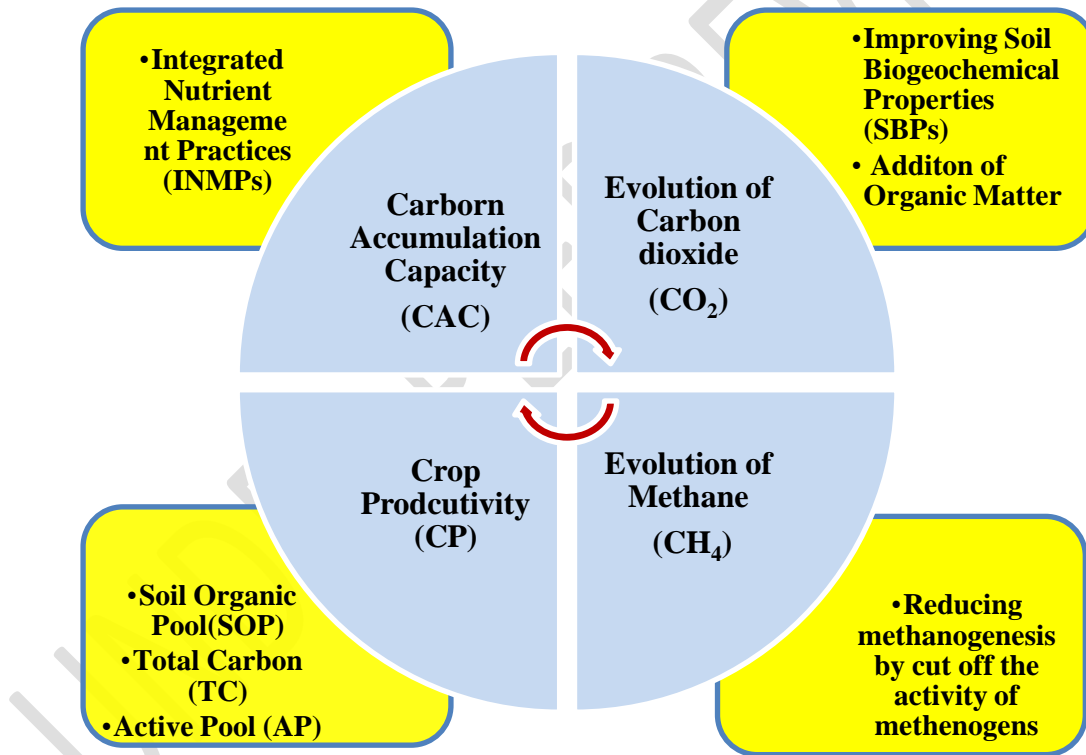 •Integrated
Nutrient
Manageme
nt Practices
(INMPs)
•Improving Soil
Biogeochemical
Properties
(SBPs)
• Additon of
Organic Matter
Carborn
Accumulation
Capacity
(CAC)
Evolution of
Carbon
dioxide
(CO₂)
Crop
Prodcutivity
(CP)
Evolution of
Methane
(CH₄)
•Soil Organic
Pool(SOP)
•Total Carbon
(TC)
•Active Pool (AP)
•Reducing
methanogenesis
by cut off the
activity of
methenogens